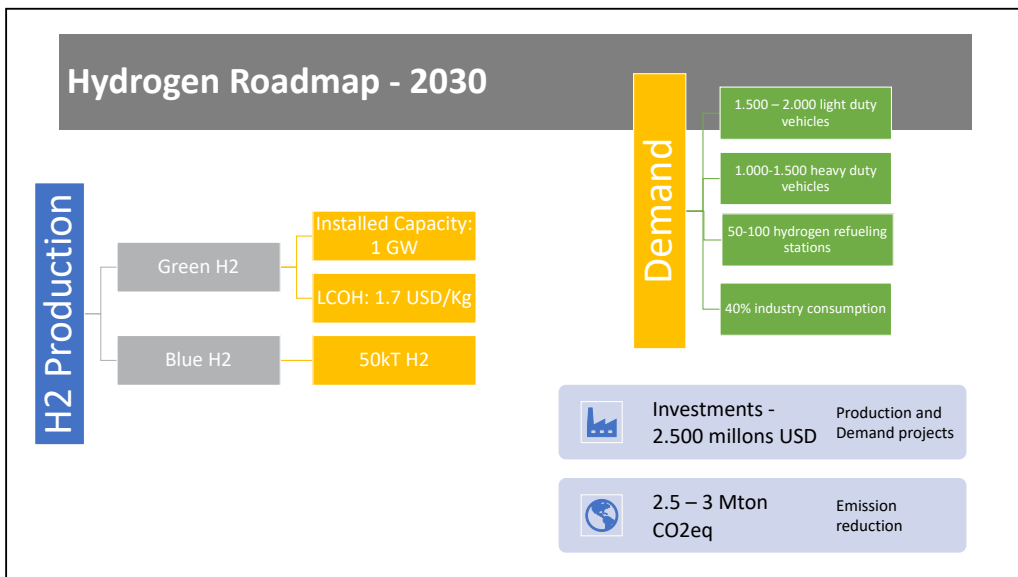 Hydrogen Roadmap - 2030
H2 Production
Green H2
Installed Capacity:
1 GW
LCOH: 1.7 USD/Kg
Blue H2
50kT H2
Demand
1.500 – 2.000 light duty
vehicles
1.000-1.500 heavy duty
vehicles
50-100 hydrogen refueling
stations
40% industry consumption
Investments -
2.500 millons USD
Production and
Demand projects
2.5 – 3 Mton
CO2eq
Emission
reduction